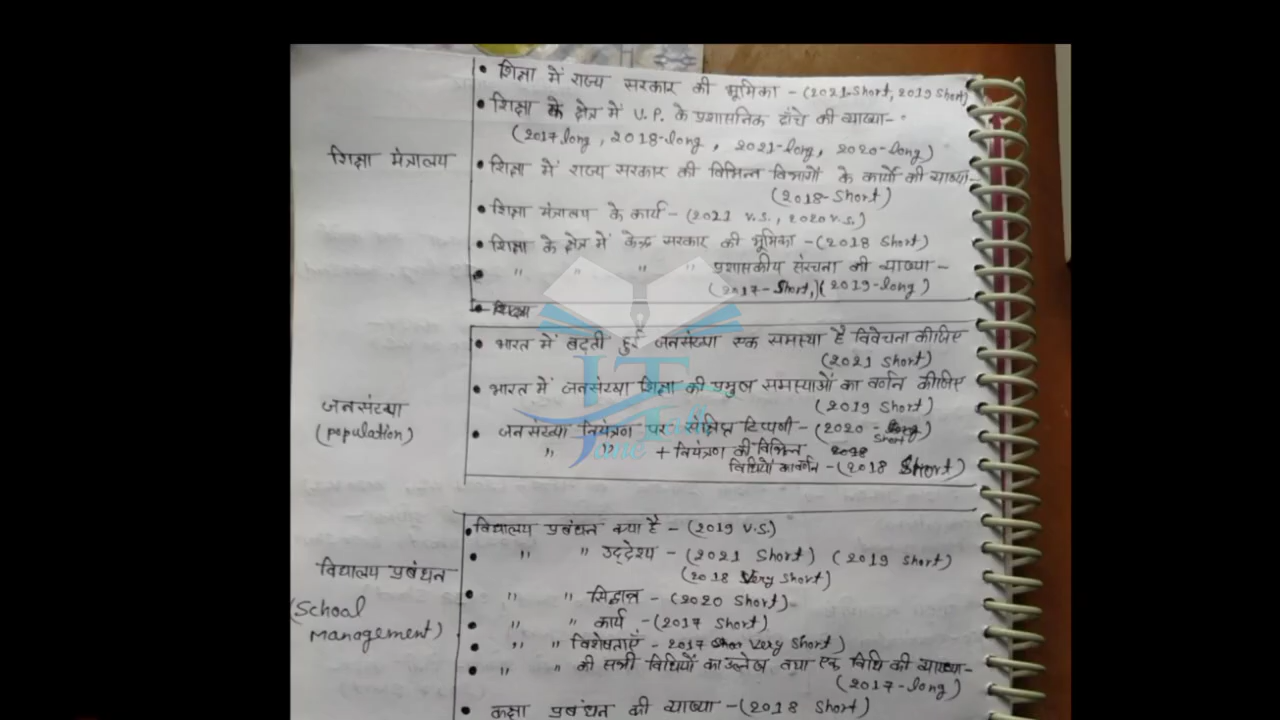 • शिक्षा में राज्य सरकार की भूमिका - (2021-Short, 2019 Short)
• शिक्षा के क्षेत्र में U.P. के प्रशासनिक ढाँचे की व्याख्या-
(2017 long, 2018-long, 2021-long, 2020-long)
शिक्षा मंत्रालय
• शिक्षा में राज्य सरकार की विभिन्न विभागों के कार्यों की व्याख्या-
(2018-Short)
• शिक्षा मंत्रालय के कार्य - (2021 V.S., 2020 V.S.)
• शिक्षा के क्षेत्र में केन्द्र सरकार की भूमिका - (2018 Short)
• " " " " प्रशासकीय संरचना की व्याख्या -
(2017-Short,)(2019-long)
• शिक्षा
• भारत में बढ़ती हुई जनसंख्या एक समस्या है विवेचना कीजिए
(2021 Short)
• भारत में जनसंख्या शिक्षा की प्रमुख समस्याओं का वर्णन कीजिए
जनसंख्या
(population)
(2019 Short)
• जनसंख्या नियंत्रण पर संक्षिप्त टिप्पणी - (2020 - Short)
" " + नियंत्रण की विभिन्न 2018
विधियों का वर्णन - (2018 Short)
• विद्यालय प्रबंधन क्या है - (2019 V.S.)
• " " उद्देश्य - (2021 Short) (2019 Short)
(2018 Very Short)
विद्यालय प्रबंधन
(School Management)
• " " सिद्धान्त - (2020 Short)
• " " कार्य - (2017 Short)
• " " विशेषताएँ - 2017 Very Short)
• " " की सभी विधियों का उल्लेख तथा एक विधि की व्याख्या-
(2017-long)
• कक्षा प्रबंधन की व्याख्या - (2018 Short)